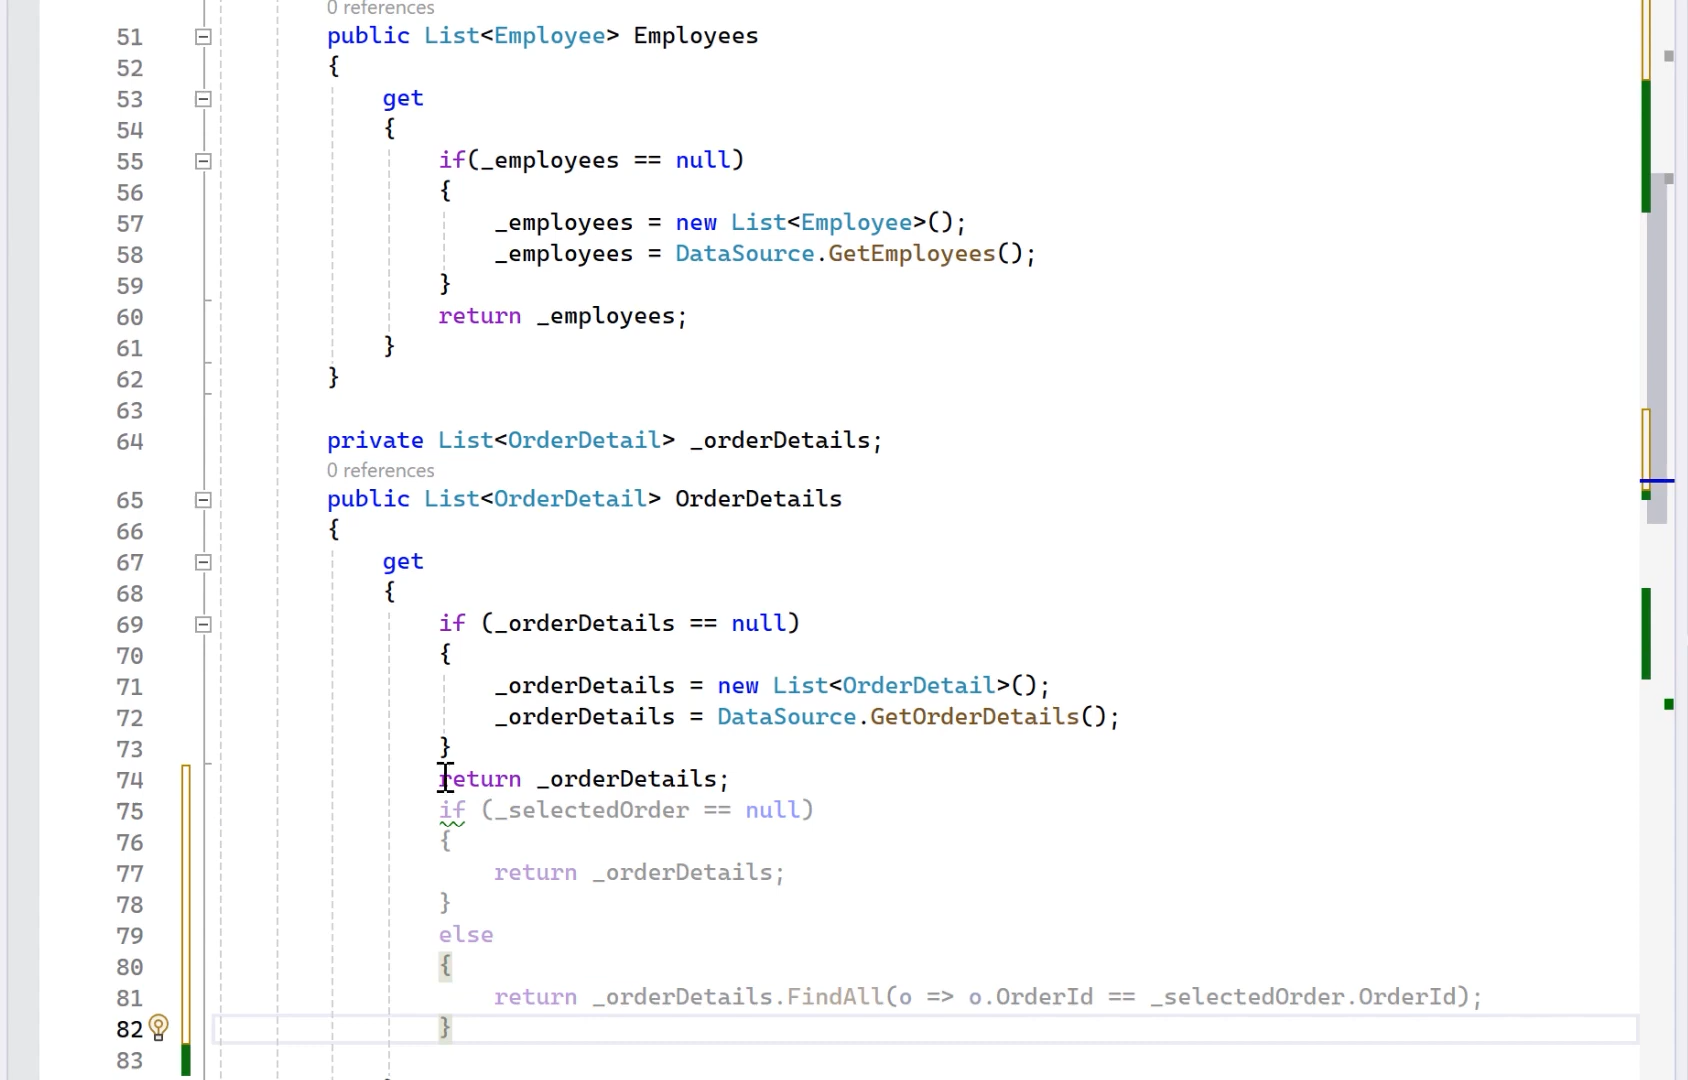 0 references
51 public List<Employee> Employees
52 {
53 get
54 {
55 if(_employees == null)
56 {
57 _employees = new List<Employee>();
58 _employees = DataSource.GetEmployees();
59 }
60 return _employees;
61 }
62 }
63
64 private List<OrderDetail> _orderDetails;
0 references
65 public List<OrderDetail> OrderDetails
66 {
67 get
68 {
69 if (_orderDetails == null)
70 {
71 _orderDetails = new List<OrderDetail>();
72 _orderDetails = DataSource.GetOrderDetails();
73 }
74 return _orderDetails;
75 if (_selectedOrder == null)
76 {
77 return _orderDetails;
78 }
79 else
80 {
81 return _orderDetails.FindAll(o => o.OrderId == _selectedOrder.OrderId);
82 }
83